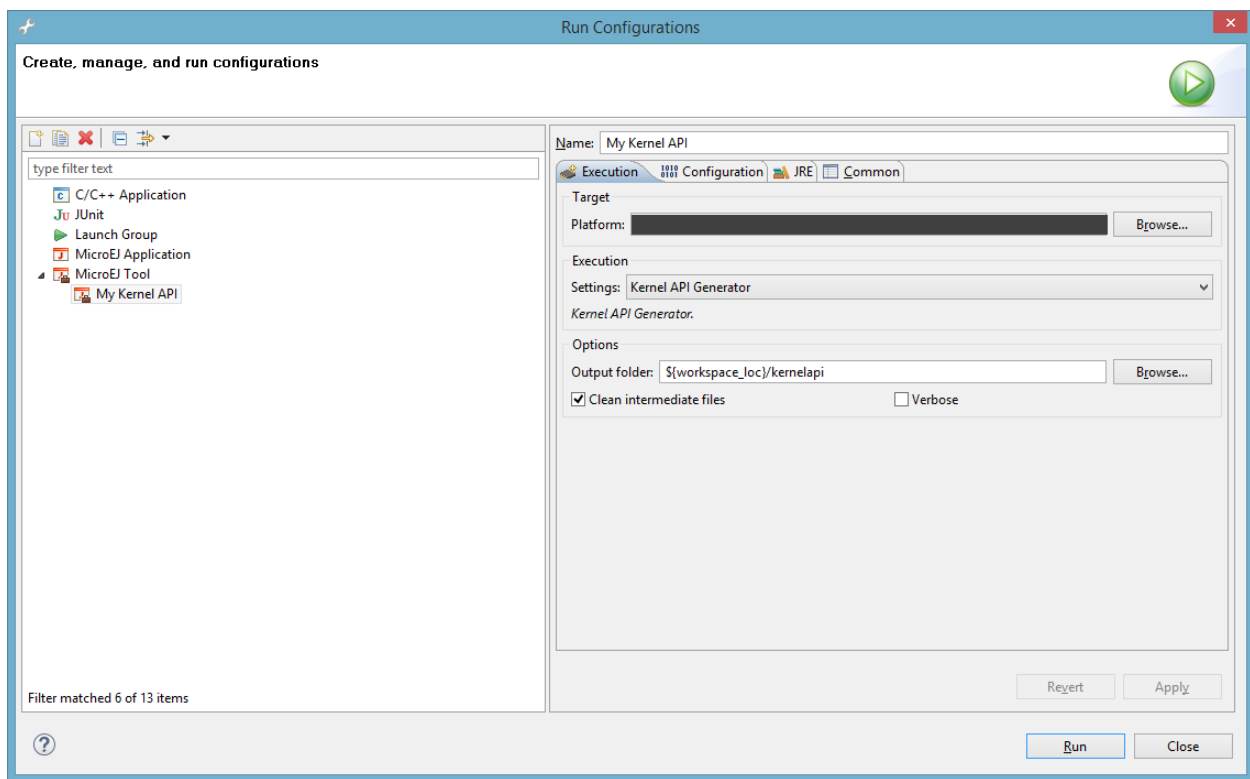 Run Configurations
Create, manage, and run configurations
type filter text
C/C++ Application
Ju JUnit
Launch Group
MicroEJ Application
MicroEJ Tool
My Kernel API
Filter matched 6 of 13 items
Name: My Kernel API
Execution Configuration JRE Common
Target
Platform: Browse...
Execution
Settings: Kernel API Generator
Kernel API Generator.
Options
Output folder: ${workspace_loc}/kernelapi Browse...
Clean intermediate files Verbose
Revert Apply
Run Close